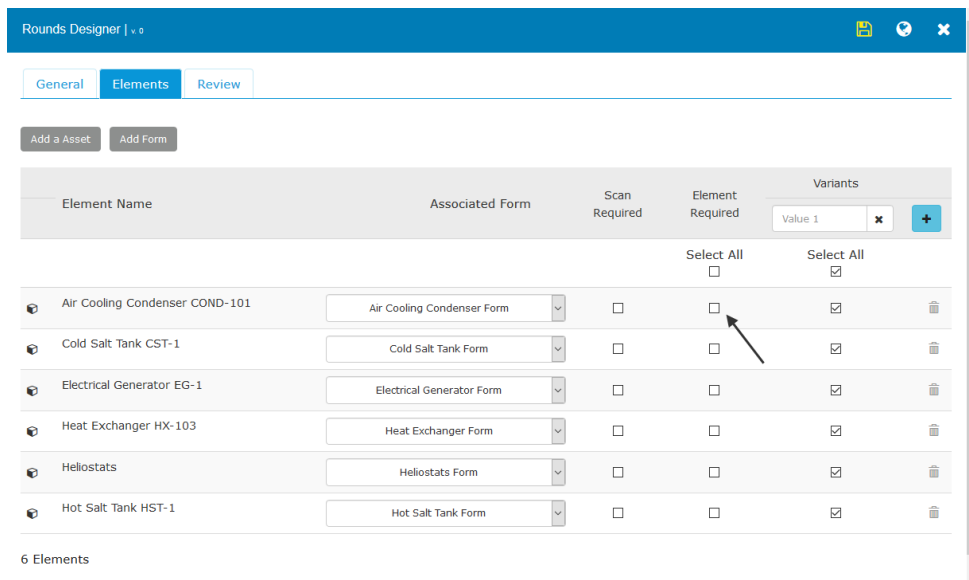 Rounds Designer | v. 0
General Elements Review
Add a Asset Add Form
Element Name Associated Form Scan Required Element Required Variants
Value 1
Select All Select All
Air Cooling Condenser COND-101 Air Cooling Condenser Form
Cold Salt Tank CST-1 Cold Salt Tank Form
Electrical Generator EG-1 Electrical Generator Form
Heat Exchanger HX-103 Heat Exchanger Form
Heliostats Heliostats Form
Hot Salt Tank HST-1 Hot Salt Tank Form
6 Elements